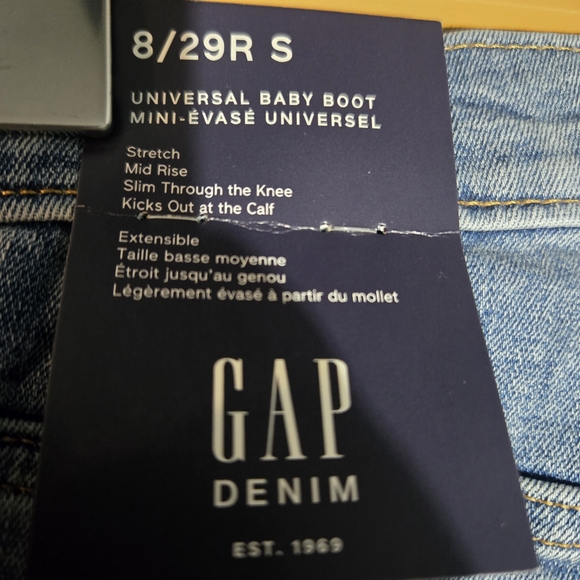 8/29R S
UNIVERSAL BABY BOOT
MINI-ÉVASÉ UNIVERSEL
Stretch
Mid Rise
Slim Through the Knee
Kicks Out at the Calf
Extensible
Taille basse moyenne
Étroit jusqu'au genou
Légèrement évasé à partir du mollet
GAP
DENIM
EST. 1969